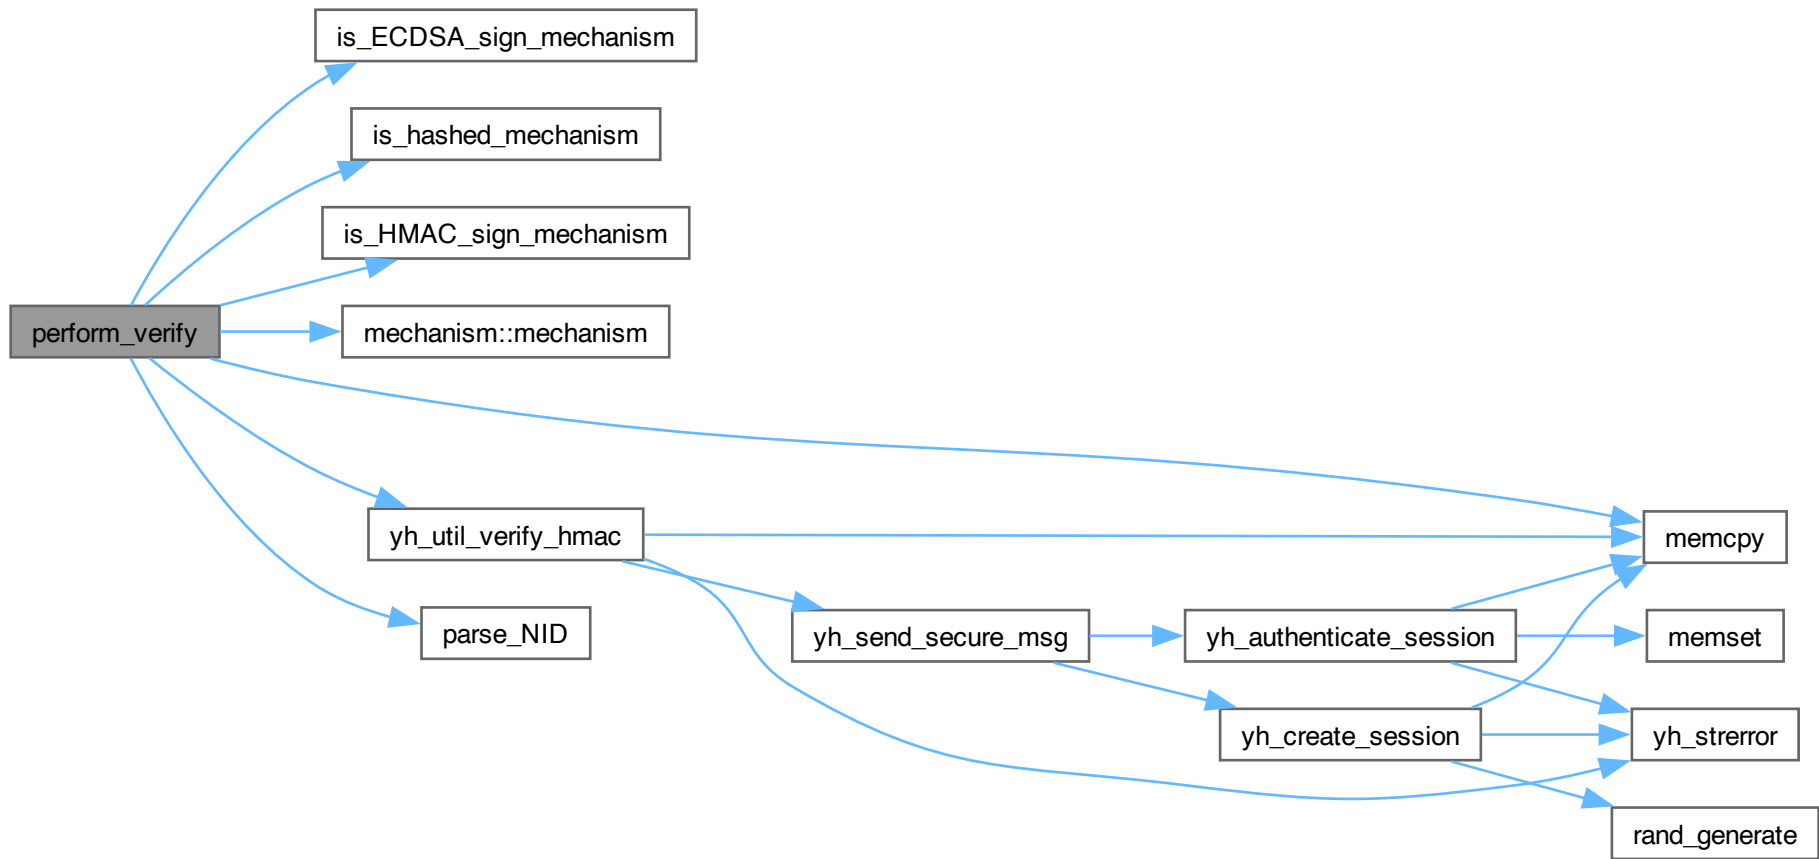 is_ECDSA_sign_mechanism
is_hashed_mechanism
is_HMAC_sign_mechanism
perform_verify
mechanism::mechanism
yh_util_verify_hmac
memcpy
parse_NID
yh_send_secure_msg
yh_authenticate_session
memset
yh_create_session
yh_strerror
rand_generate